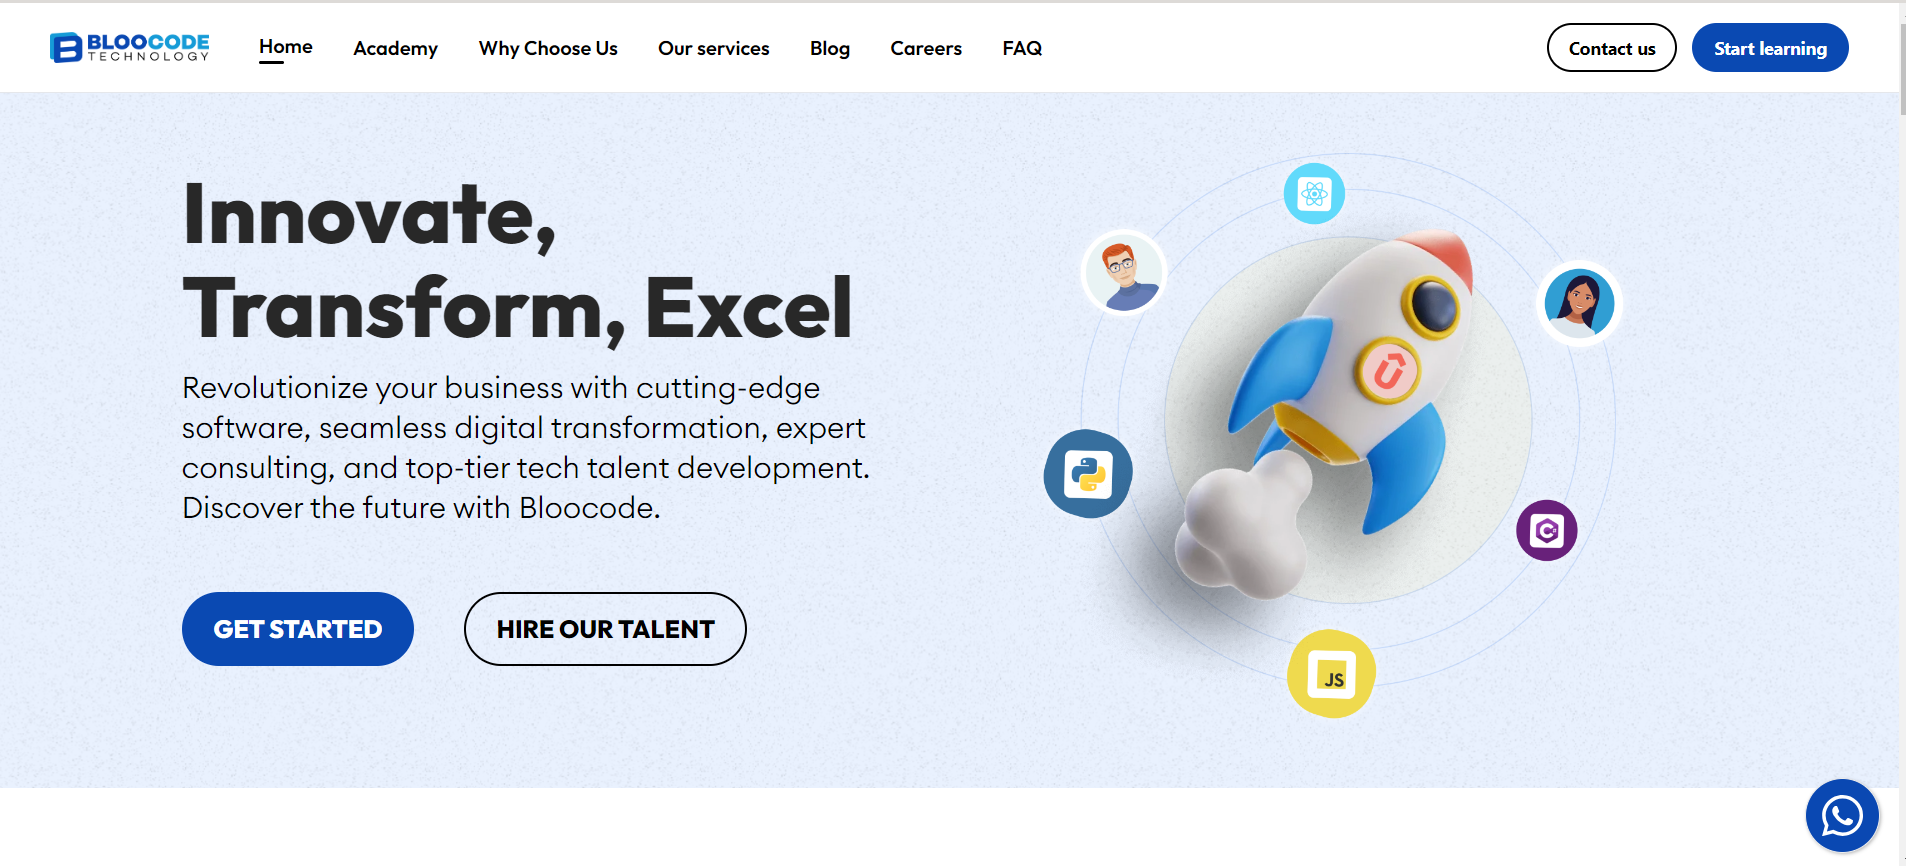 BLOOCODE
TECHNOLOGY
Home
Academy
Why Choose Us
Our services
Blog
Careers
FAQ
Contact us
Start learning
Innovate,
Transform, Excel
Revolutionize your business with cutting-edge
software, seamless digital transformation, expert
consulting, and top-tier tech talent development.
Discover the future with Bloocode.
GET STARTED
HIRE OUR TALENT
JS